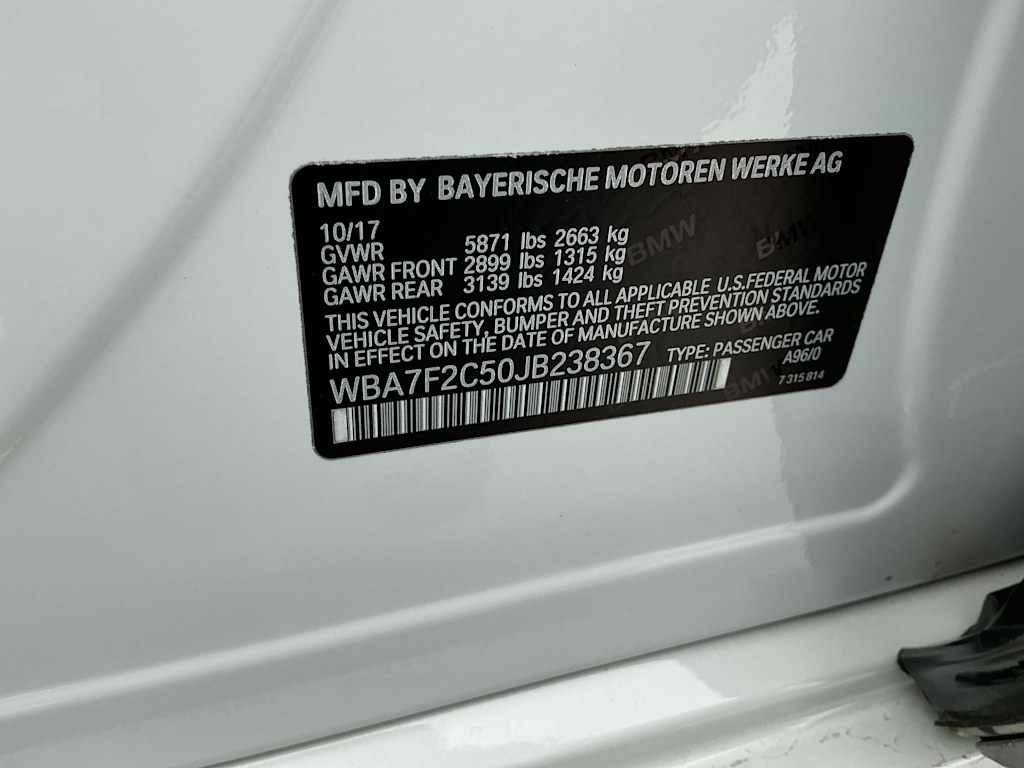 MFD BY BAYERISCHE MOTOREN WERKE AG
10/17
GVWR 5871 lbs 2663 kg
GAWR FRONT 2899 lbs 1315 kg
GAWR REAR 3139 lbs 1424 kg
THIS VEHICLE CONFORMS TO ALL APPLICABLE U.S.FEDERAL MOTOR
VEHICLE SAFETY, BUMPER AND THEFT PREVENTION STANDARDS
IN EFFECT ON THE DATE OF MANUFACTURE SHOWN ABOVE.
WBA7F2C50JB238367 TYPE: PASSENGER CAR
A96/0
7 315 814
BMW
BMW
BMW